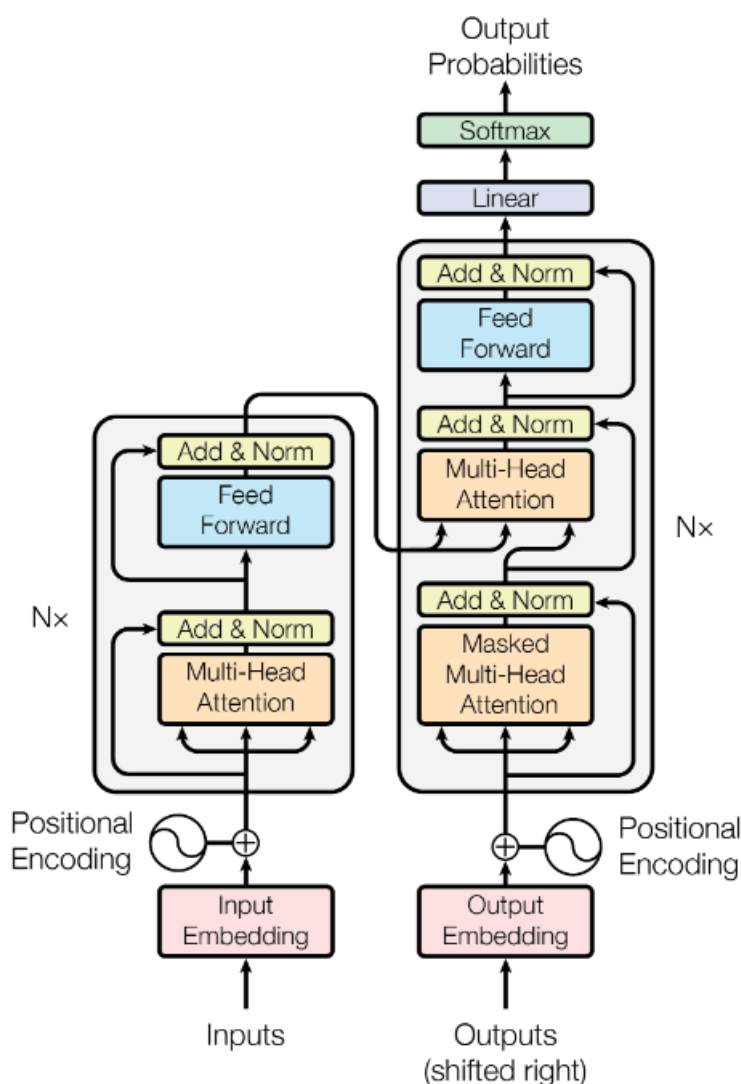 Output
Probabilities
Softmax
Linear
Add & Norm
Feed
Forward
Add & Norm
Multi-Head
Attention
Nx
Add & Norm
Masked
Multi-Head
Attention
Add & Norm
Feed
Forward
Nx
Add & Norm
Multi-Head
Attention
Positional
Encoding
Positional
Encoding
Input
Embedding
Output
Embedding
Inputs
Outputs
(shifted right)